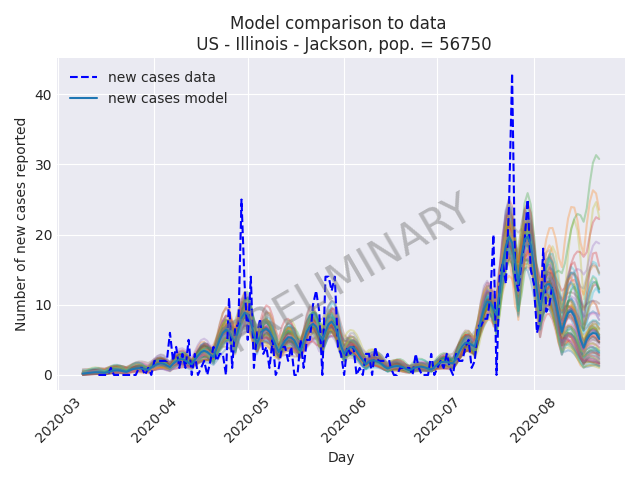 Model comparison to data
US - Illinois - Jackson, pop. = 56750
new cases data
new cases model
PRELIMINARY
Number of new cases reported
40
30
20
10
0
2020-03
2020-04
2020-05
2020-06
2020-07
2020-08
Day